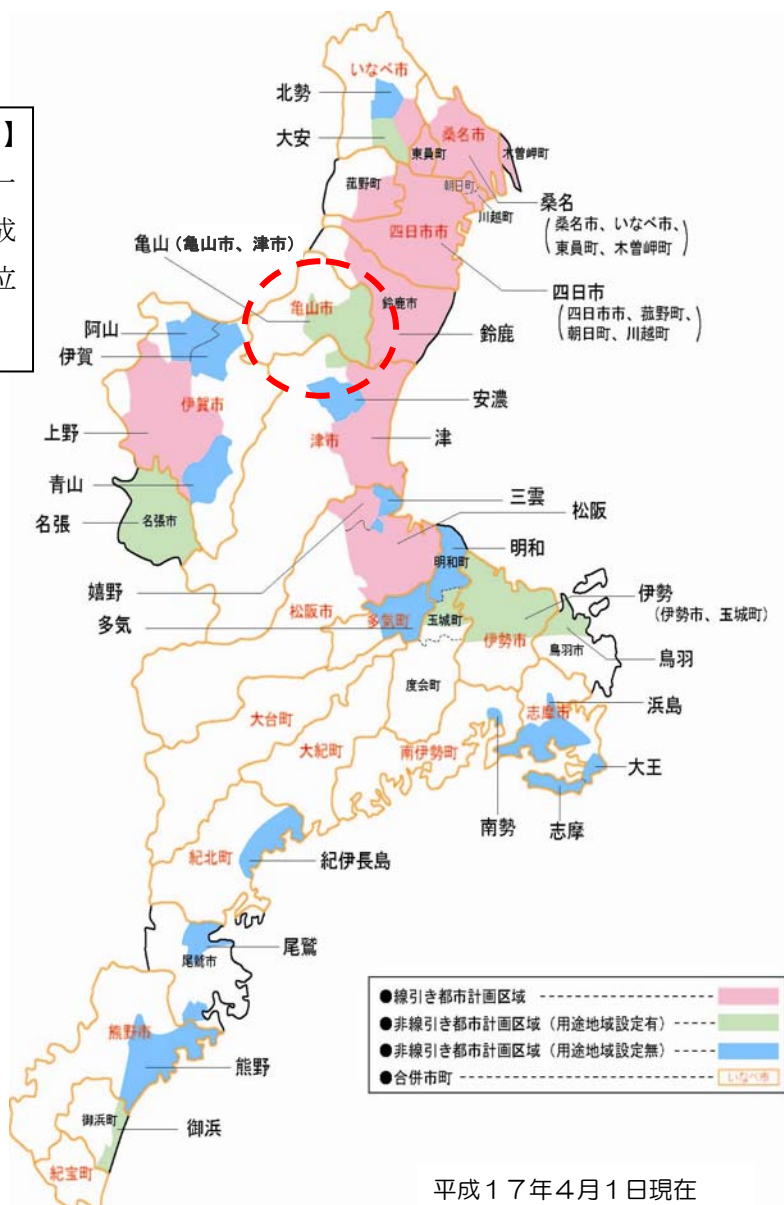 】
一
成
立
いなべ市
北勢
大安
桑名市
東員町
木曽岬町
菰野町
朝日町
川越町
桑名
(桑名市、いなべ市、
東員町、木曽岬町)
四日市市
亀山(亀山市、津市)
四日市
(四日市市、菰野町、
朝日町、川越町)
亀山市
鈴鹿市
鈴鹿
阿山
伊賀
伊賀市
安濃
上野
津市
津
青山
三雲
名張
名張市
松阪
明和
明和町
嬉野
伊勢
(伊勢市、玉城町)
松阪市
多気
多気町
玉城町
伊勢市
鳥羽市
鳥羽
度会町
浜島
志摩市
大台町
大紀町
南伊勢町
大王
南勢
志摩
紀北町
紀伊長島
尾鷲
尾鷲市
●線引き都市計画区域
●非線引き都市計画区域(用途地域設定有)
●非線引き都市計画区域(用途地域設定無)
●合併市町
いなべ市
熊野市
熊野
御浜町
御浜
紀宝町
平成17年4月1日現在